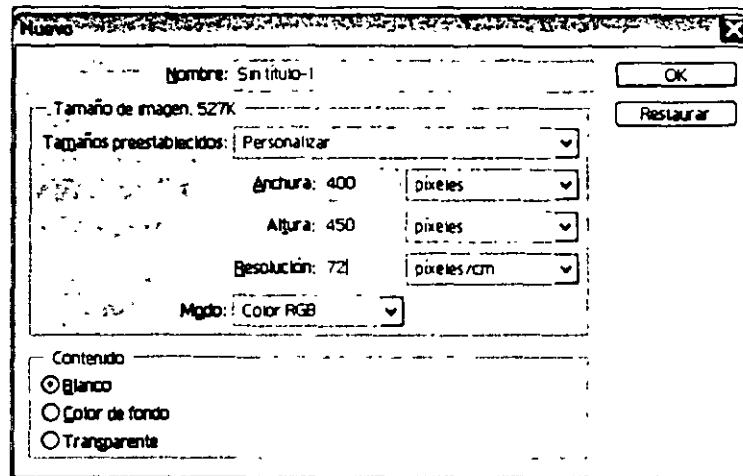 Nuevo
Nombre: Sin título-1
OK
Tamaño de imagen: 527K
Restaurar
Tamaños preestablecidos: Personalizar
Anchura: 400 píxeles
Altura: 450 píxeles
Resolución: 72 píxeles/cm
Modo: Color RGB
Contenido
Blanco
Color de fondo
Transparente